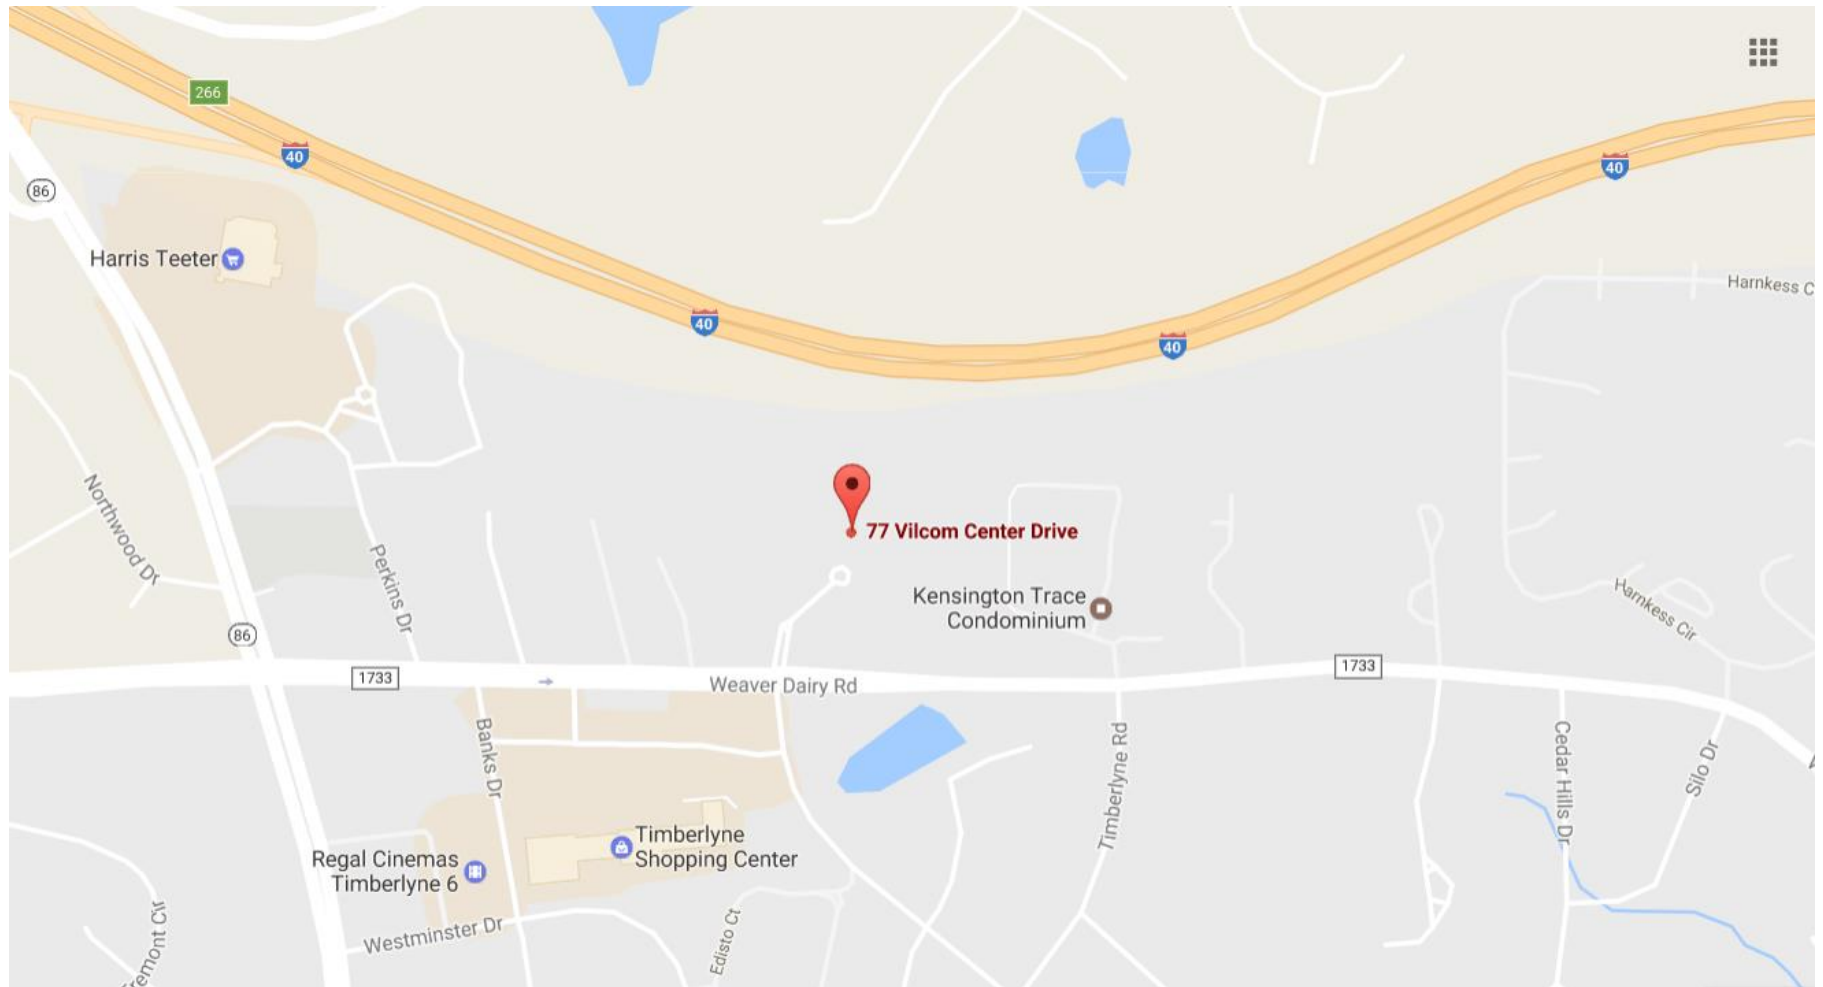 266
40
40
86
Harris Teeter
Harnkess C
40
40
Northwood Dr
77 Vilcom Center Drive
Perkins Dr
Kensington Trace
Condominium
Harnkess Cir
86
1733
1733
Weaver Dairy Rd
Banks Dr
Timberlyne Rd
Cedar Hills Dr
Silo Dr
Timberlyne
Shopping Center
Regal Cinemas
Timberlyne 6
Westminster Dr
Edisto Ct
remont Cir